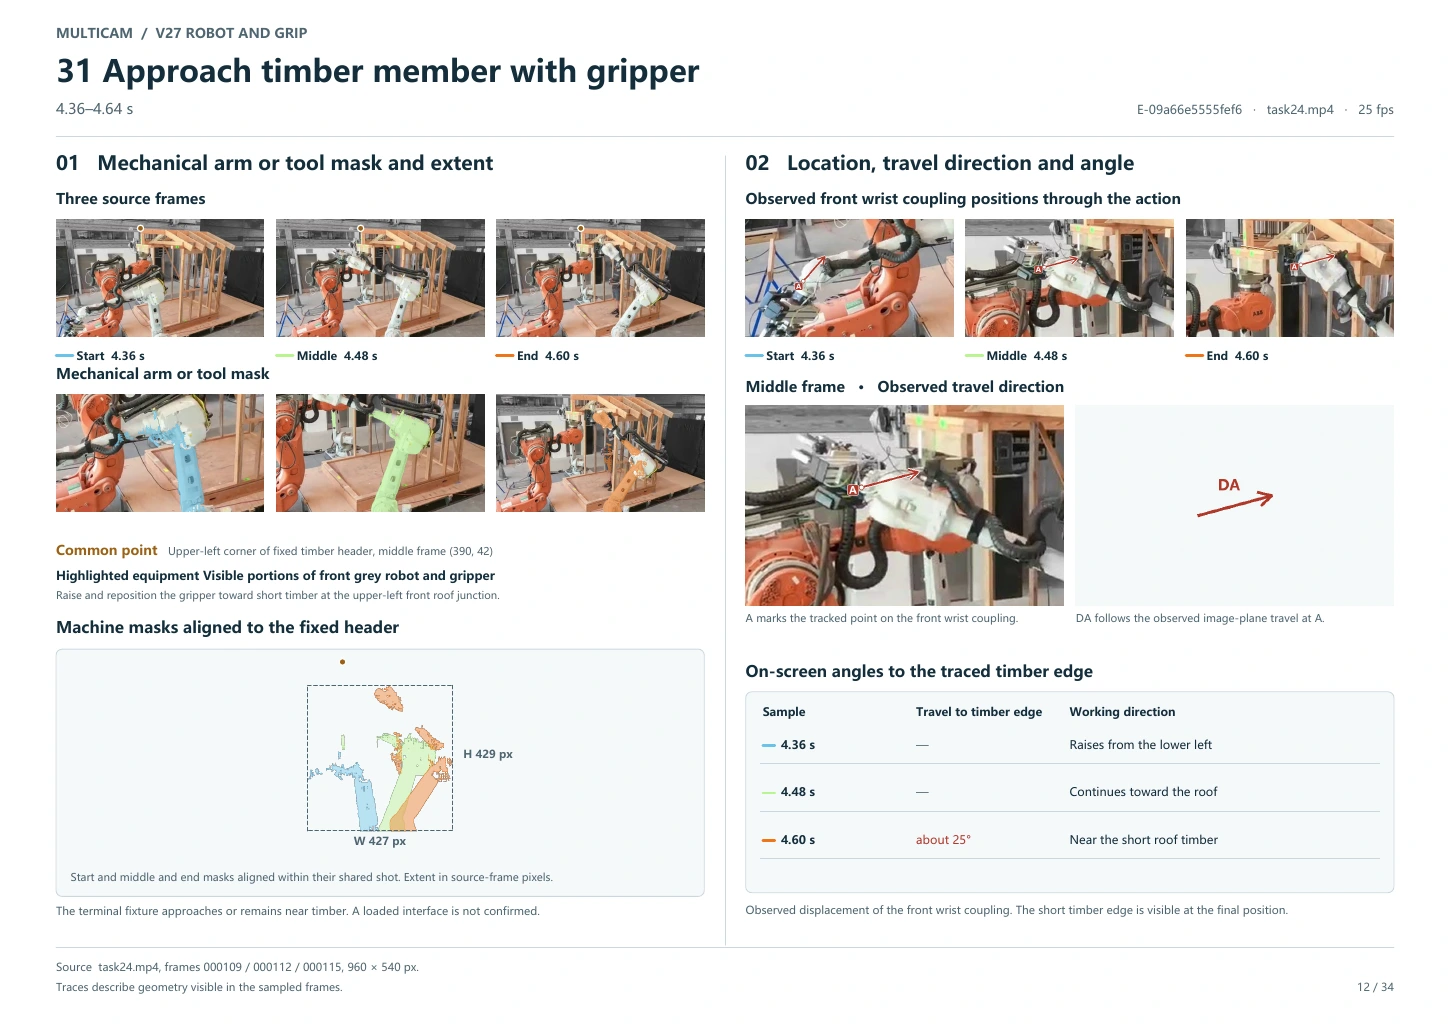 MULTICAM / V27 ROBOT AND GRIP
31 Approach timber member with gripper
4.36–4.64 s
E-09a66e5555fef6 · task24.mp4 · 25 fps
01 Mechanical arm or tool mask and extent
Three source frames
Start 4.36 s
Middle 4.48 s
End 4.60 s
Mechanical arm or tool mask
Common point Upper-left corner of fixed timber header, middle frame (390, 42)
Highlighted equipment Visible portions of front grey robot and gripper
Raise and reposition the gripper toward short timber at the upper-left front roof junction.
Machine masks aligned to the fixed header
H 429 px
W 427 px
Start and middle and end masks aligned within their shared shot. Extent in source-frame pixels.
The terminal fixture approaches or remains near timber. A loaded interface is not confirmed.
02 Location, travel direction and angle
Observed front wrist coupling positions through the action
A
A
A
ABB
Start 4.36 s
Middle 4.48 s
End 4.60 s
Middle frame • Observed travel direction
A
DA
A marks the tracked point on the front wrist coupling.
DA follows the observed image-plane travel at A.
On-screen angles to the traced timber edge
Sample Travel to timber edge Working direction
4.36 s — Raises from the lower left
4.48 s — Continues toward the roof
4.60 s about 25° Near the short roof timber
Observed displacement of the front wrist coupling. The short timber edge is visible at the final position.
Source task24.mp4, frames 000109 / 000112 / 000115, 960 × 540 px.
Traces describe geometry visible in the sampled frames.
12 / 34